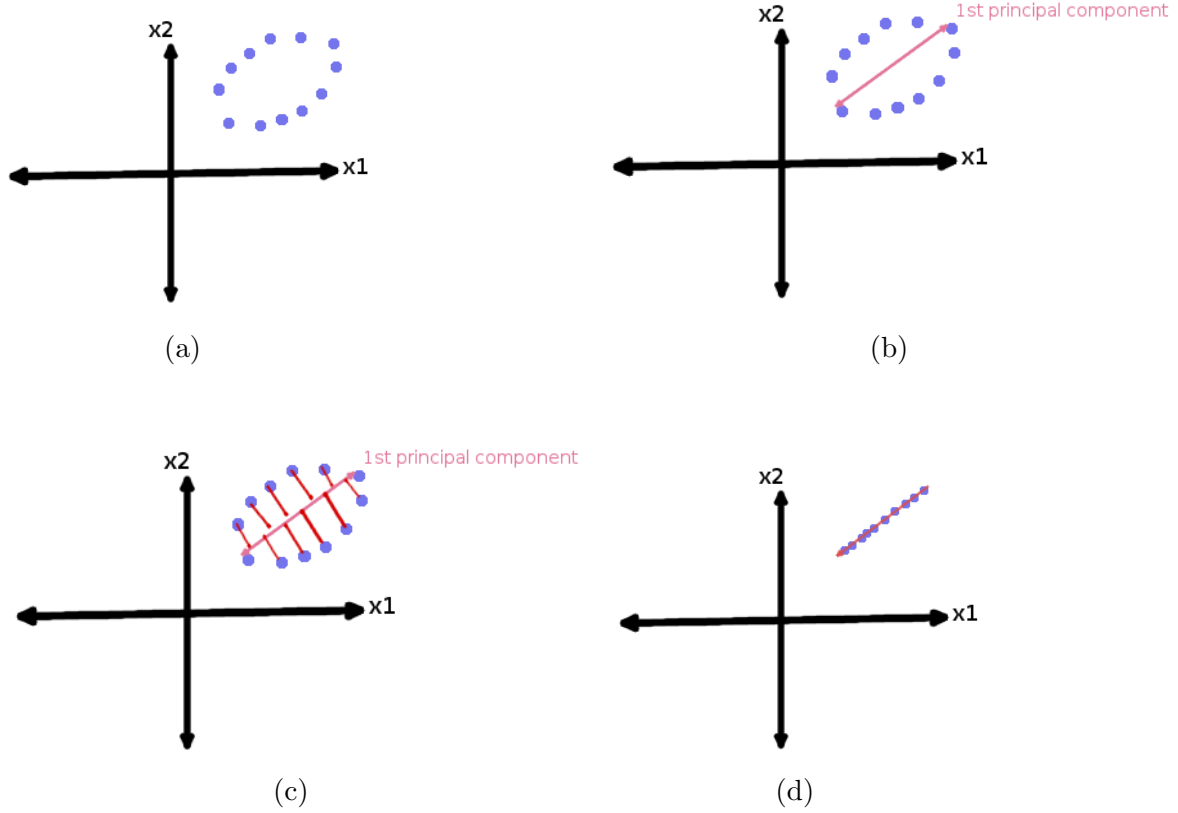 x2
x1
(a)
1st principal component
x2
x1
(b)
x2
1st principal component
x1
(c)
x2
x1
(d)